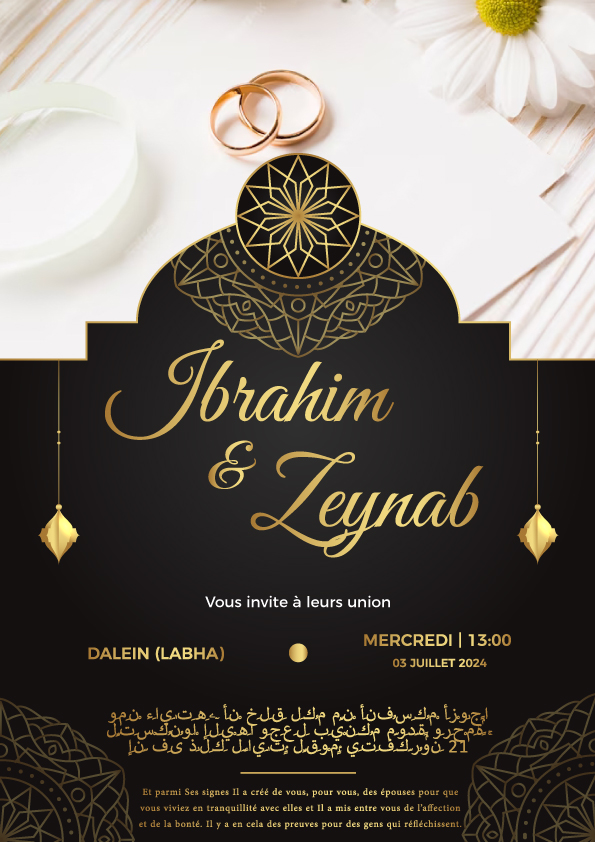 Ibrahim
& Zeynab
Vous invite à leurs union
DALEIN (LABHA)
MERCREDI | 13:00
03 JUILLET 2024
ومن ءايته أن خلق لكم من أنفسكم أزوجا
لتسكنوا إليها وجعل بينكم مودة ورحمة
إن فى ذلك لايت لقوم يتفكرون 21
Et parmi Ses signes Il a créé de vous, pour vous, des épouses pour que
vous viviez en tranquillité avec elles et Il a mis entre vous de l'affection
et de la bonté. Il y a en cela des preuves pour des gens qui réfléchissent.